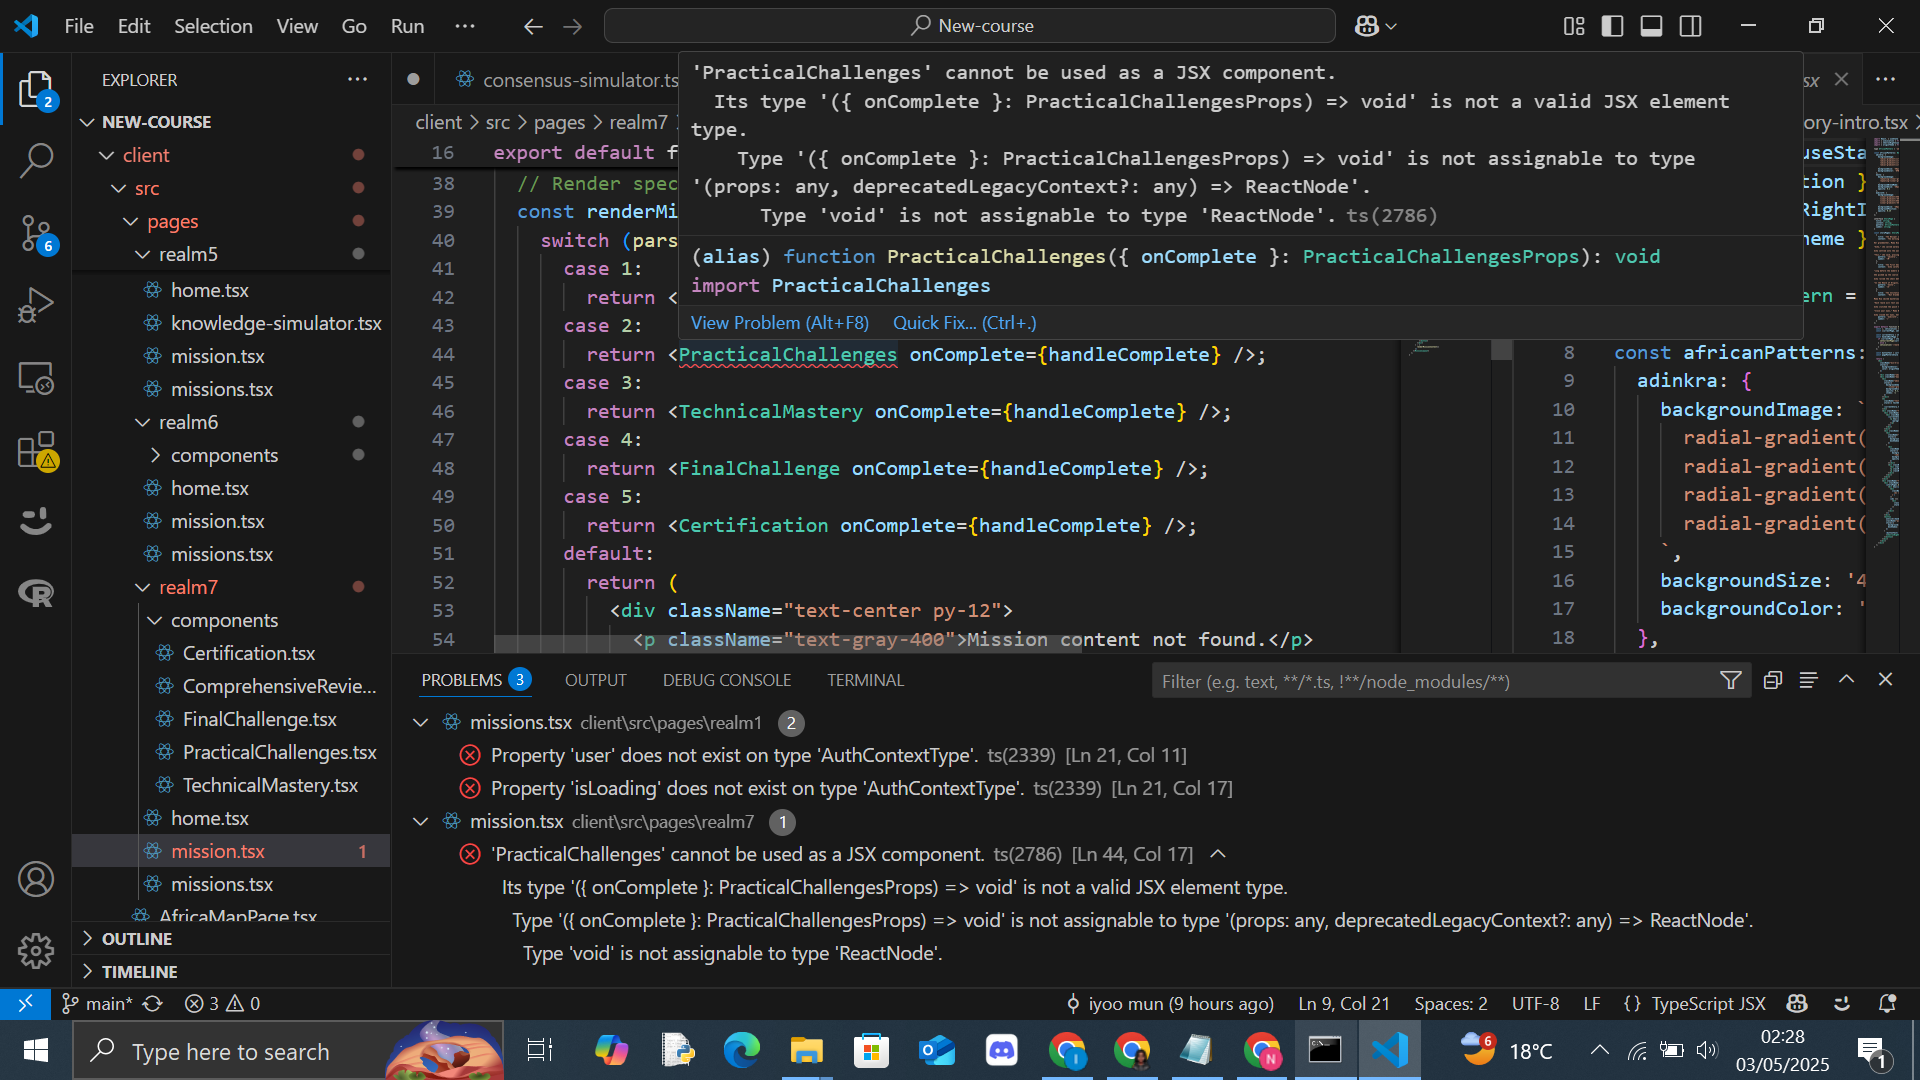 File Edit Selection View Go Run ···
New-course
EXPLORER ···
NEW-COURSE
client
src
pages
realm5
home.tsx
knowledge-simulator.tsx
mission.tsx
missions.tsx
realm6
components
home.tsx
mission.tsx
missions.tsx
realm7
components
Certification.tsx
ComprehensiveRevie...
FinalChallenge.tsx
PracticalChallenges.tsx
TechnicalMastery.tsx
home.tsx
mission.tsx 1
missions.tsx
AfricaMapPage.tsx
OUTLINE
TIMELINE
2
6
consensus-simulator.ts
sx
client > src > pages > realm7
ory-intro.tsx
'PracticalChallenges' cannot be used as a JSX component.
Its type '({ onComplete }: PracticalChallengesProps) => void' is not a valid JSX element
type.
Type '({ onComplete }: PracticalChallengesProps) => void' is not assignable to type
'(props: any, deprecatedLegacyContext?: any) => ReactNode'.
Type 'void' is not assignable to type 'ReactNode'. ts(2786)
(alias) function PracticalChallenges({ onComplete }: PracticalChallengesProps): void
import PracticalChallenges
View Problem (Alt+F8) Quick Fix... (Ctrl+.)
16 export default f
38 // Render spec
39 const renderMi
40 switch (pars
41 case 1:
42 return <
43 case 2:
44 return <PracticalChallenges onComplete={handleComplete} />;
45 case 3:
46 return <TechnicalMastery onComplete={handleComplete} />;
47 case 4:
48 return <FinalChallenge onComplete={handleComplete} />;
49 case 5:
50 return <Certification onComplete={handleComplete} />;
51 default:
52 return (
53 <div className="text-center py-12">
54 <p className="text-gray-400">Mission content not found.</p>
useSta
tion }
RightI
heme }
ern =
8 const africanPatterns:
9 adinkra: {
10 backgroundImage: `
11 radial-gradient(
12 radial-gradient(
13 radial-gradient(
14 radial-gradient(
15 `,
16 backgroundSize: '4
17 backgroundColor: '
18 },
PROBLEMS 3 OUTPUT DEBUG CONSOLE TERMINAL
Filter (e.g. text, **/*.ts, !**/node_modules/**)
missions.tsx client\src\pages\realm1 2
Property 'user' does not exist on type 'AuthContextType'. ts(2339) [Ln 21, Col 11]
Property 'isLoading' does not exist on type 'AuthContextType'. ts(2339) [Ln 21, Col 17]
mission.tsx client\src\pages\realm7 1
'PracticalChallenges' cannot be used as a JSX component. ts(2786) [Ln 44, Col 17]
Its type '({ onComplete }: PracticalChallengesProps) => void' is not a valid JSX element type.
Type '({ onComplete }: PracticalChallengesProps) => void' is not assignable to type '(props: any, deprecatedLegacyContext?: any) => ReactNode'.
Type 'void' is not assignable to type 'ReactNode'.
main* 3 0
iyoo mun (9 hours ago) Ln 9, Col 21 Spaces: 2 UTF-8 LF {} TypeScript JSX
Type here to search
6 18°C
02:28
03/05/2025
1